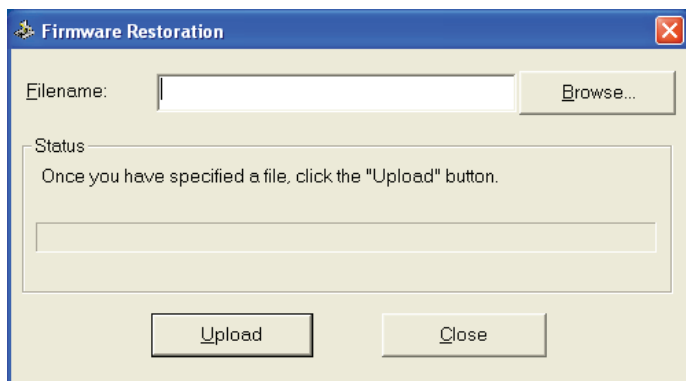 Firmware Restoration
Filename:
Browse...
Status
Once you have specified a file, click the "Upload" button.
Upload
Close